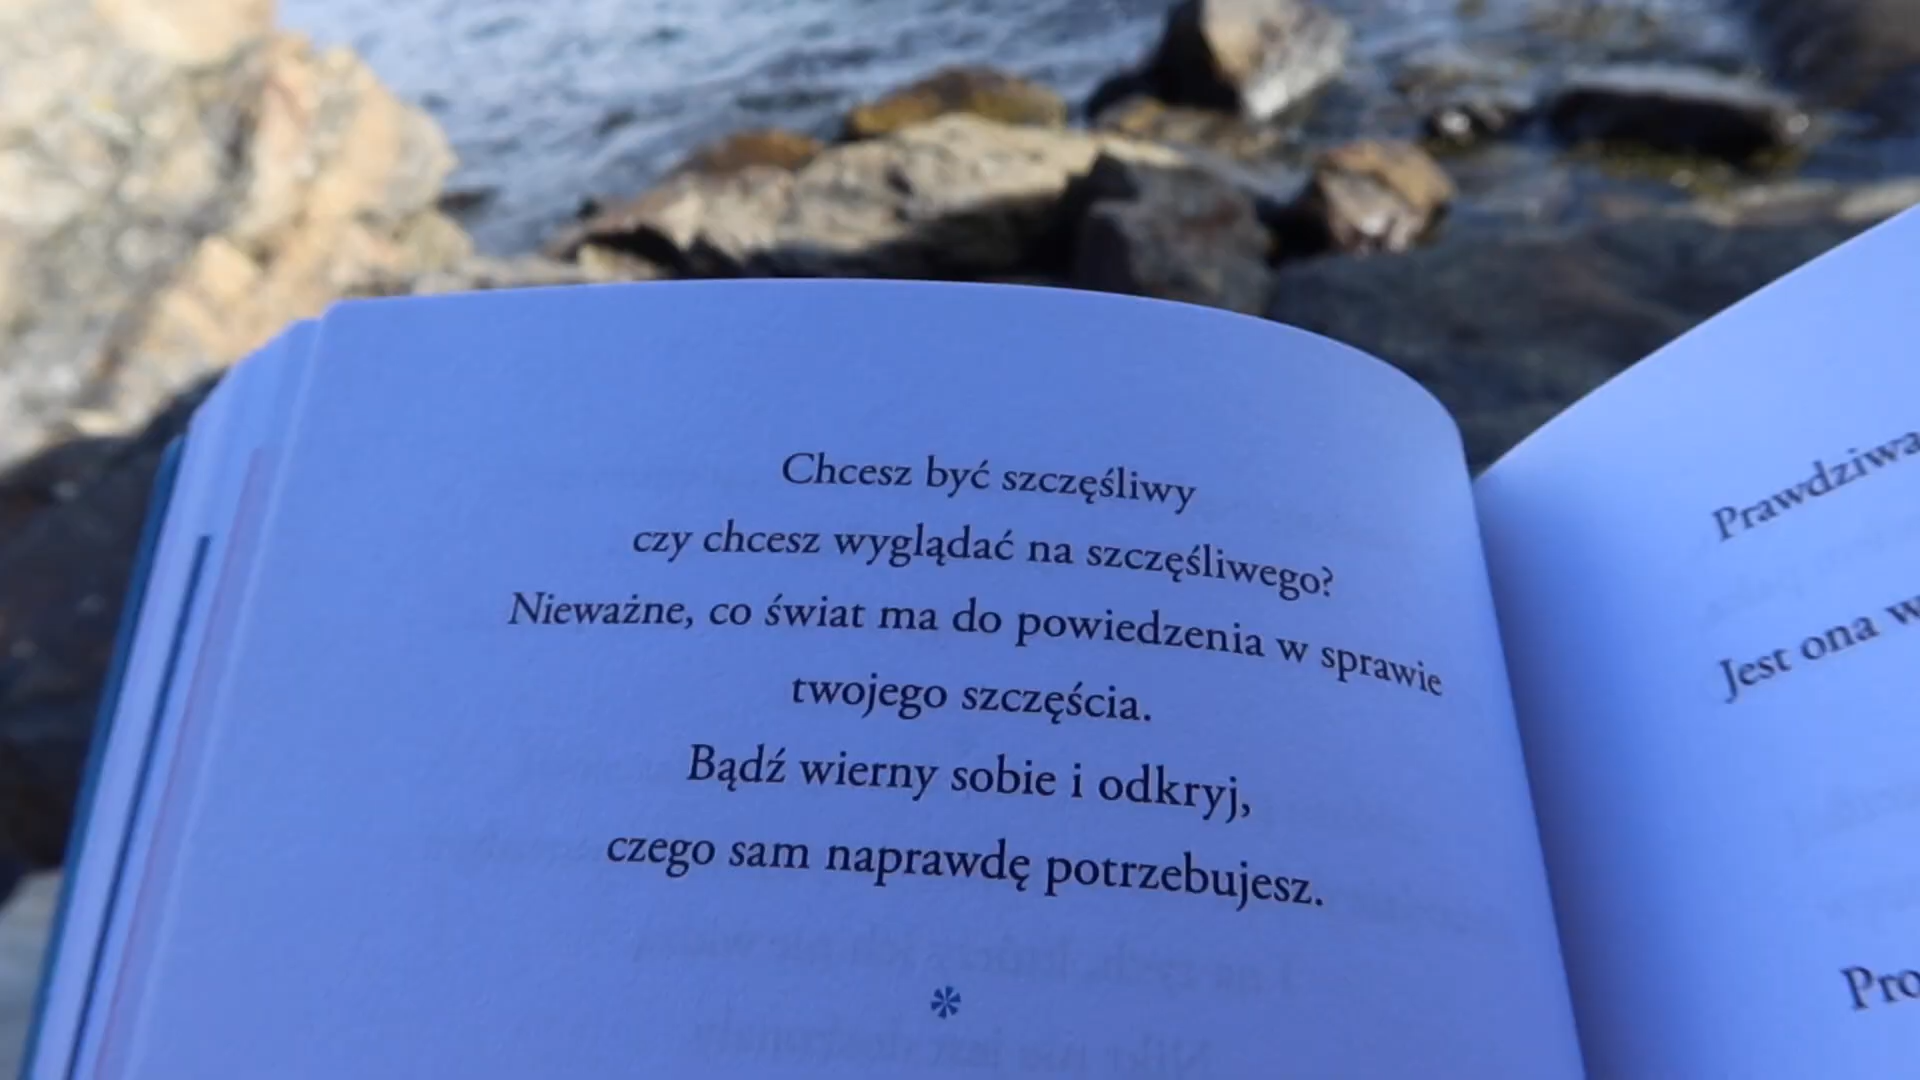 Chcesz być szczęśliwy
czy chcesz wyglądać na szczęśliwego?
Nieważne, co świat ma do powiedzenia w sprawie
twojego szczęścia.
Bądź wierny sobie i odkryj,
czego sam naprawdę potrzebujesz.
*
Prawdziwa
Jest ona w